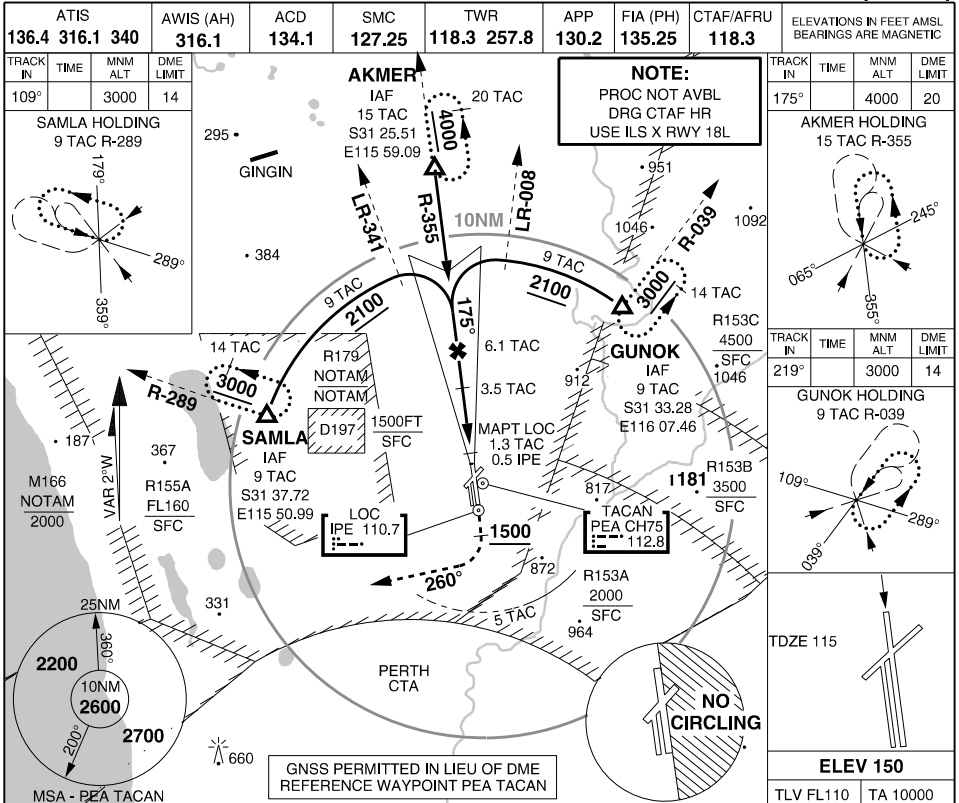 ATIS
136.4 316.1 340
AWIS (AH)
316.1
ACD
134.1
SMC
127.25
TWR
118.3 257.8
APP
130.2
FIA (PH)
135.25
CTAF/AFRU
118.3
ELEVATIONS IN FEET AMSL
BEARINGS ARE MAGNETIC
TRACK IN
TIME
MNM ALT
DME LIMIT
109°
3000
14
SAMLA HOLDING
9 TAC R-289
179°
289°
359°
AKMER
IAF
15 TAC
S31 25.51
E115 59.09
20 TAC
4000
NOTE:
PROC NOT AVBL
DRG CTAF HR
USE ILS X RWY 18L
TRACK IN
TIME
MNM ALT
DME LIMIT
175°
4000
20
AKMER HOLDING
15 TAC R-355
245°
065°
355°
295
GINGIN
384
LR-341
R-355
LR-008
10NM
951
1046
1092
R-039
9 TAC
2100
9 TAC
2100
3000
14 TAC
175°
6.1 TAC
3.5 TAC
GUNOK
IAF
9 TAC
S31 33.28
E116 07.46
R153C
4500
SFC
1046
TRACK IN
TIME
MNM ALT
DME LIMIT
219°
3000
14
GUNOK HOLDING
9 TAC R-039
109°
289°
039°
14 TAC
3000
R-289
SAMLA
IAF
9 TAC
S31 37.72
E115 50.99
R179
NOTAM
NOTAM
D197
1500FT
SFC
912
MAPT LOC
1.3 TAC
0.5 IPE
187
M166
NOTAM
2000
VAR 2°W
367
R155A
FL160
SFC
LOC
IPE 110.7
817
1181
R153B
3500
SFC
TACAN
PEA CH75
112.8
1500
260°
872
R153A
2000
SFC
5 TAC
964
331
25NM
360°
2200
10NM
2600
200°
2700
MSA - PEA TACAN
PERTH
CTA
660
GNSS PERMITTED IN LIEU OF DME
REFERENCE WAYPOINT PEA TACAN
NO
CIRCLING
TDZE 115
ELEV 150
TLV FL110
TA 10000